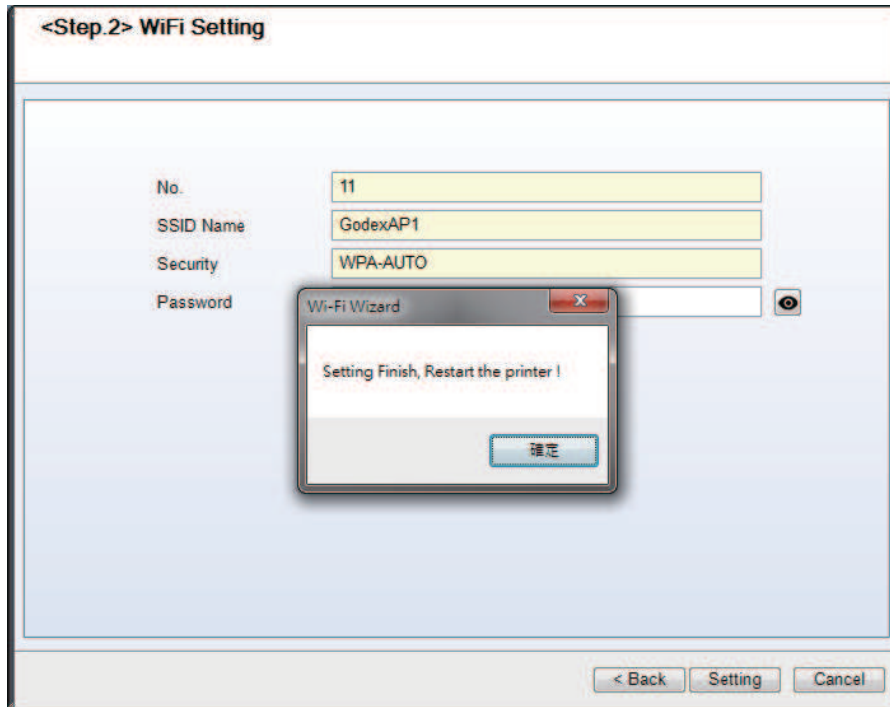 <Step.2> WiFi Setting
No. 11
SSID Name GodexAP1
Security WPA-AUTO
Password
Wi-Fi Wizard
Setting Finish, Restart the printer !
確定
< Back Setting Cancel